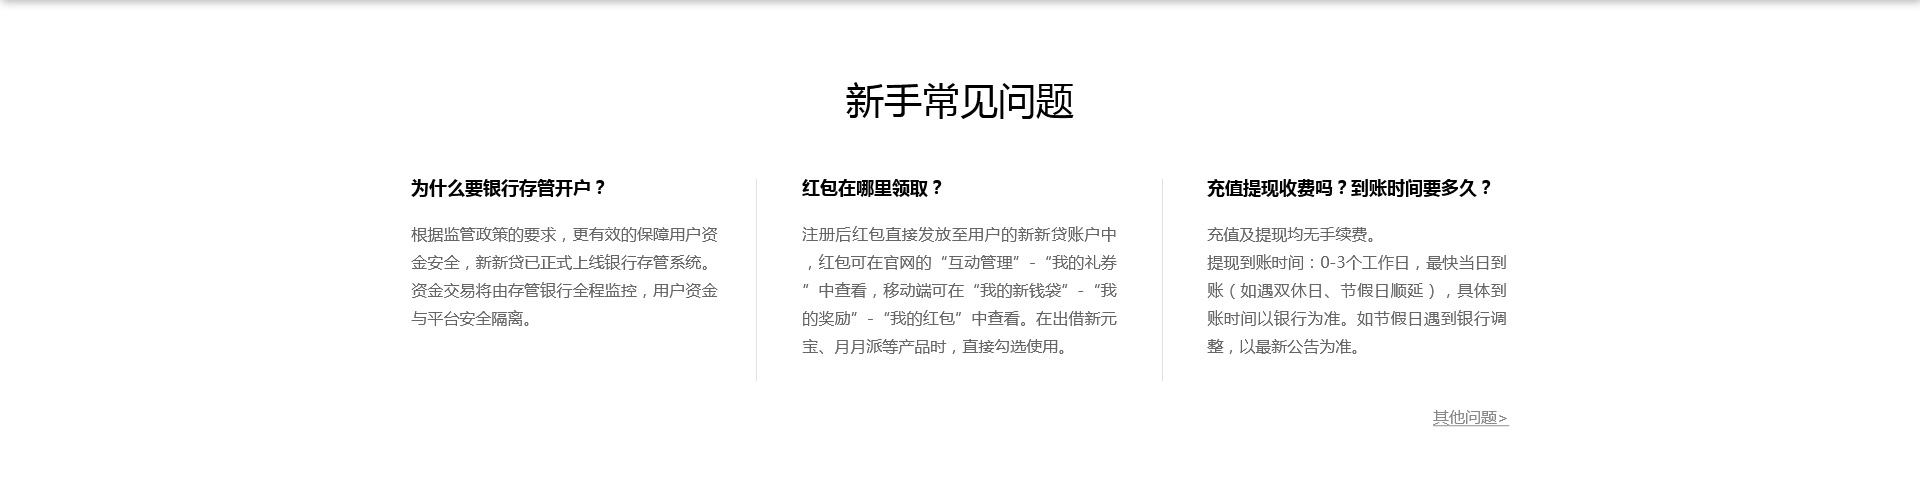 新手常见问题
为什么要银行存管开户？
根据监管政策的要求，更有效的保障用户资
金安全，新新贷已正式上线银行存管系统。
资金交易将由存管银行全程监控，用户资金
与平台安全隔离。
红包在哪里领取？
注册后红包直接发放至用户的新新贷账户中
，红包可在官网的“互动管理”-“我的礼券
”中查看，移动端可在“我的新钱袋”-“我
的奖励”-“我的红包”中查看。在出借新元
宝、月月派等产品时，直接勾选使用。
充值提现收费吗？到账时间要多久？
充值及提现均无手续费。
提现到账时间：0-3个工作日，最快当日到
账（如遇双休日、节假日顺延），具体到
账时间以银行为准。如节假日遇到银行调
整，以最新公告为准。
其他问题>